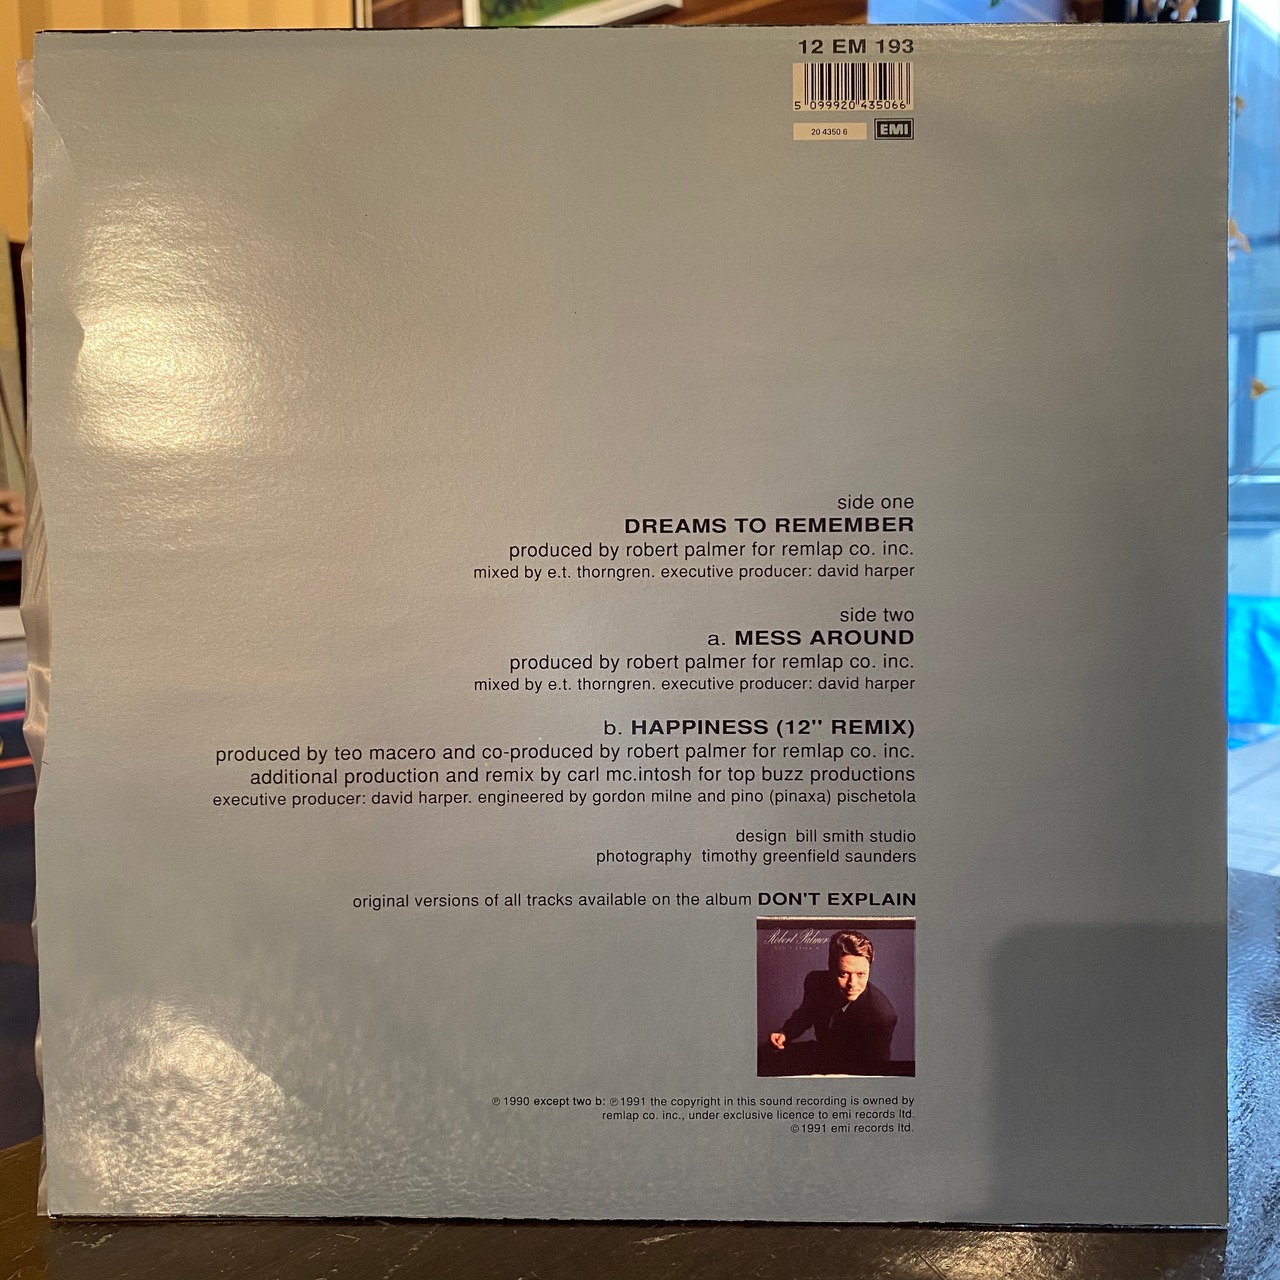 12 EM 193
5 099920 435066
20 4350 6
EMI
side one
DREAMS TO REMEMBER
produced by robert palmer for remlap co. inc.
mixed by e.t. thorngren. executive producer: david harper
side two
a. MESS AROUND
produced by robert palmer for remlap co. inc.
mixed by e.t. thorngren. executive producer: david harper
b. HAPPINESS (12" REMIX)
produced by teo macero and co-produced by robert palmer for remlap co. inc.
additional production and remix by carl mc.intosh for top buzz productions
executive producer: david harper. engineered by gordon milne and pino (pinaxa) pischetola
design bill smith studio
photography timothy greenfield saunders
original versions of all tracks available on the album DON'T EXPLAIN
Robert Palmer
℗ 1990 except two b: ℗ 1991 the copyright in this sound recording is owned by
remlap co. inc., under exclusive licence to emi records ltd.
© 1991 emi records ltd.